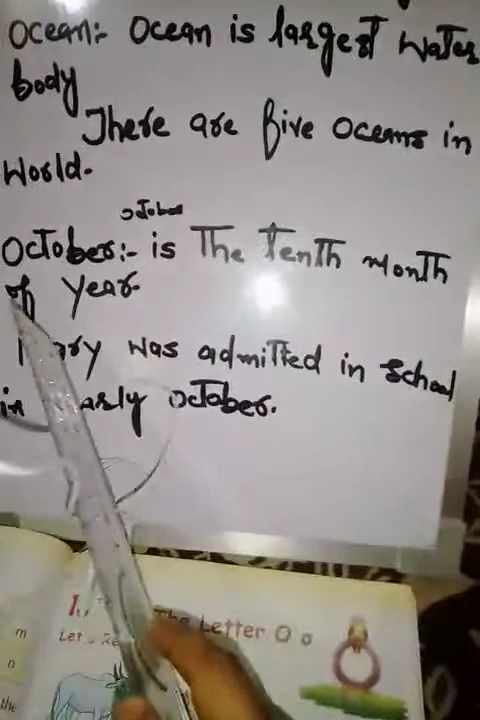 Ocean:- Ocean is largest water
body
There are five oceans in
World.
october
October:- is The Tenth month
of year.
was admitted in school
in early october.
The Letter O o
m
n